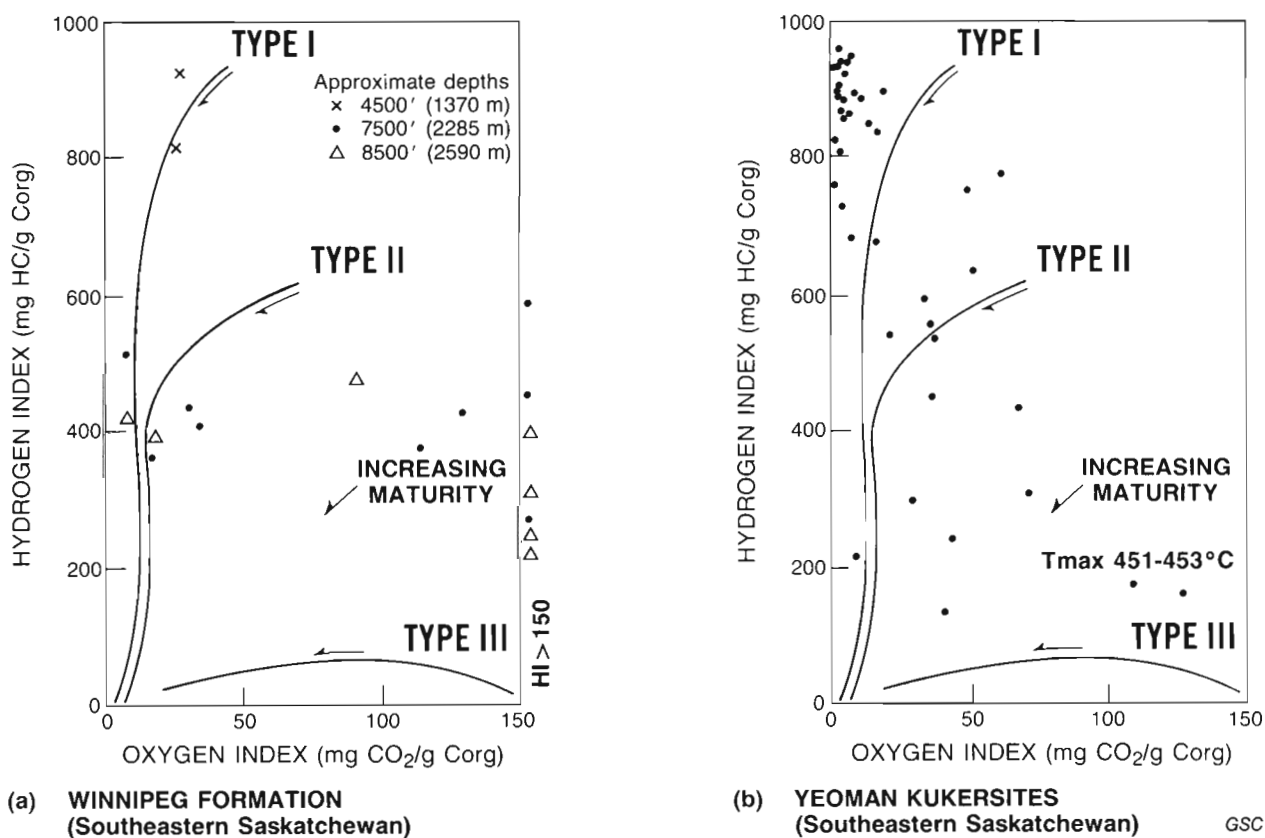 1000
800
600
400
200
0
HYDROGEN INDEX (mg HC/g Corg)
TYPE I
Approximate depths
× 4500′ (1370 m)
• 7500′ (2285 m)
△ 8500′ (2590 m)
TYPE II
INCREASING
MATURITY
TYPE III
HI > 150
0 50 100 150
OXYGEN INDEX (mg CO₂/g Corg)
(a) WINNIPEG FORMATION
(Southeastern Saskatchewan)
1000
800
600
400
200
0
HYDROGEN INDEX (mg HC/g Corg)
TYPE I
TYPE II
INCREASING
MATURITY
Tmax 451-453°C
TYPE III
0 50 100 150
OXYGEN INDEX (mg CO₂/g Corg)
(b) YEOMAN KUKERSITES
(Southeastern Saskatchewan)
GSC